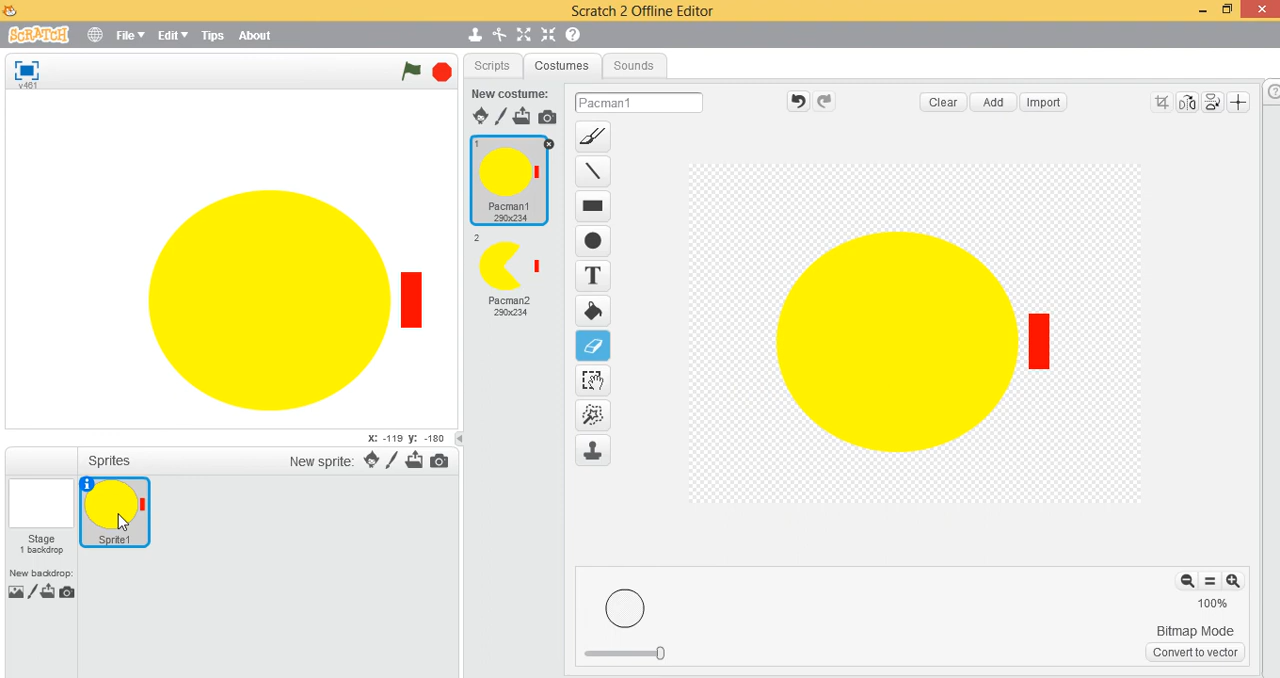 Scratch 2 Offline Editor
SCRATCH File Edit Tips About
v461
Scripts Costumes Sounds
New costume:
Pacman1
Clear Add Import
1
Pacman1
290x234
2
Pacman2
290x234
T
x: -119 y: -180
Sprites New sprite:
Sprite1
Stage
1 backdrop
New backdrop:
100%
Bitmap Mode
Convert to vector